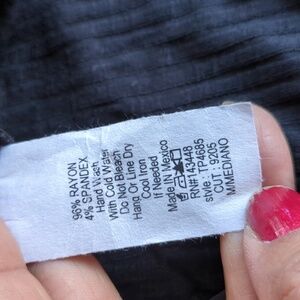 96% RAYON
4% SPANDEX
Hand Wash
With Cold Water
Do Not Bleach
Hang Or Line Dry
Cool Iron
If Needed
Made In Mexico
RN#143448
style: TP4685
CUT: 9205
M/MEDIANO